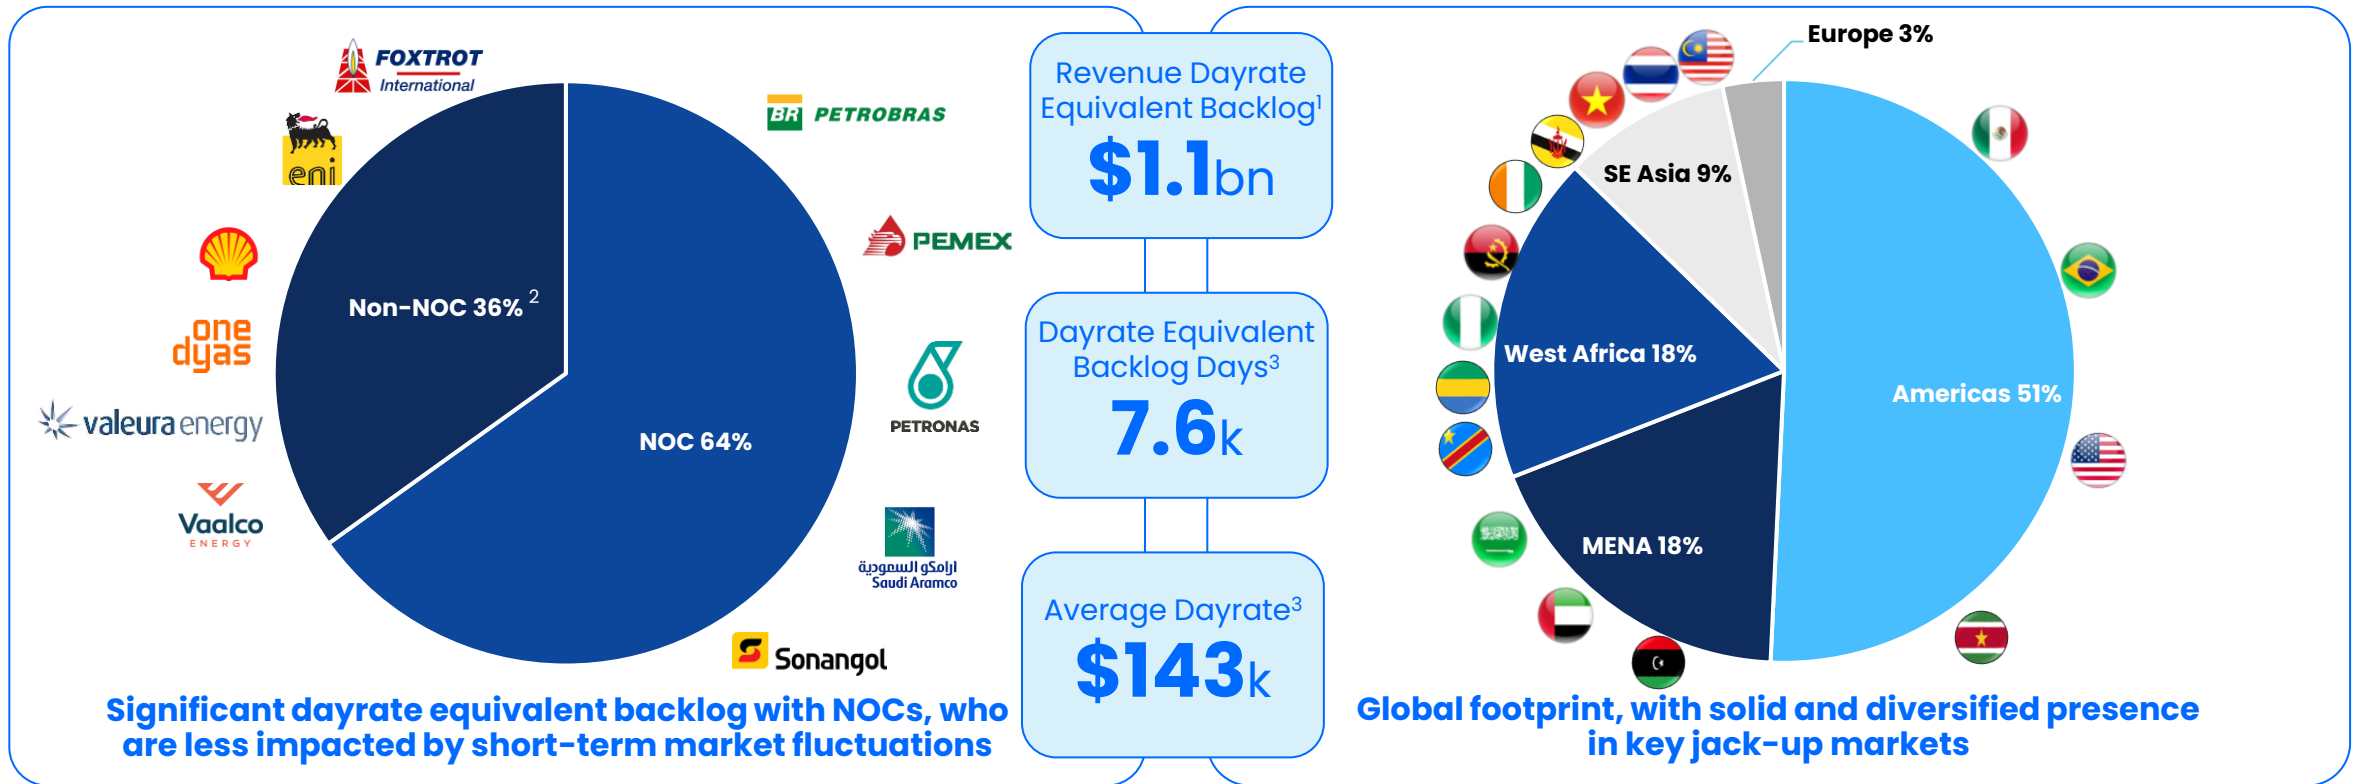 FOXTROT
International
eni
one
dyas
valeura energy
Vaalco
ENERGY
Non-NOC 36% 2
NOC 64%
BR PETROBRAS
PEMEX
PETRONAS
ارامكو السعودية
Saudi Aramco
Sonangol
Significant dayrate equivalent backlog with NOCs, who
are less impacted by short-term market fluctuations
Revenue Dayrate
Equivalent Backlog1
$1.1bn
Dayrate Equivalent
Backlog Days3
7.6k
Average Dayrate3
$143k
Europe 3%
SE Asia 9%
West Africa 18%
Americas 51%
MENA 18%
Global footprint, with solid and diversified presence
in key jack-up markets